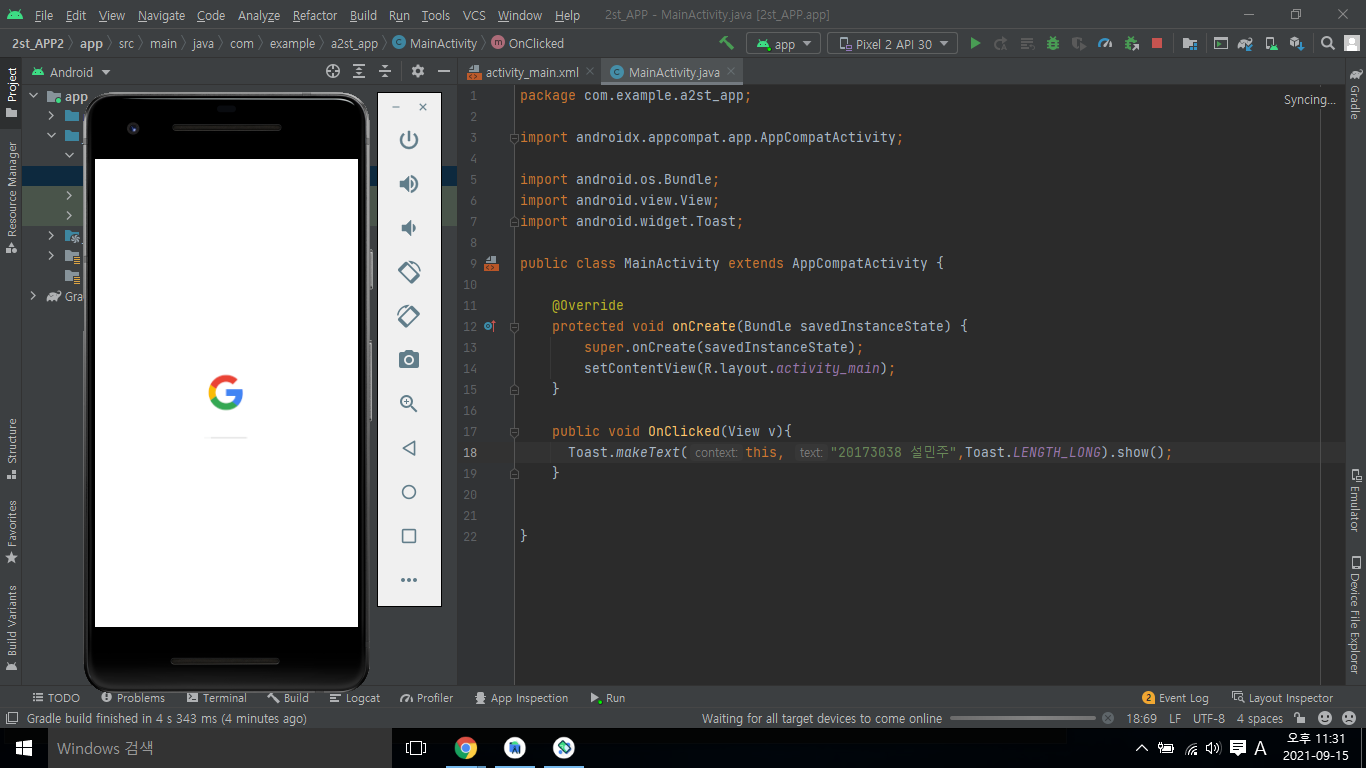 File Edit View Navigate Code Analyze Refactor Build Run Tools VCS Window Help 2st_APP - MainActivity.java [2st_APP.app]
2st_APP2 app src main java com example a2st_app MainActivity OnClicked app Pixel 2 API 30
Android
activity_main.xml
MainActivity.java
Project
Resource Manager
Structure
Favorites
Build Variants
app
Gra
1 package com.example.a2st_app;
2
3 import androidx.appcompat.app.AppCompatActivity;
4
5 import android.os.Bundle;
6 import android.view.View;
7 import android.widget.Toast;
8
9 public class MainActivity extends AppCompatActivity {
10
11 @Override
12 protected void onCreate(Bundle savedInstanceState) {
13 super.onCreate(savedInstanceState);
14 setContentView(R.layout.activity_main);
15 }
16
17 public void OnClicked(View v){
18 Toast.makeText( context: this, text: "20173038 설민주",Toast.LENGTH_LONG).show();
19 }
20
21
22 }
Syncing...
Gradle
Emulator
Device File Explorer
TODO Problems Terminal Build Logcat Profiler App Inspection Run 2 Event Log Layout Inspector
Gradle build finished in 4 s 343 ms (4 minutes ago) Waiting for all target devices to come online 18:69 LF UTF-8 4 spaces
Windows 검색
A
오후 11:31
2021-09-15